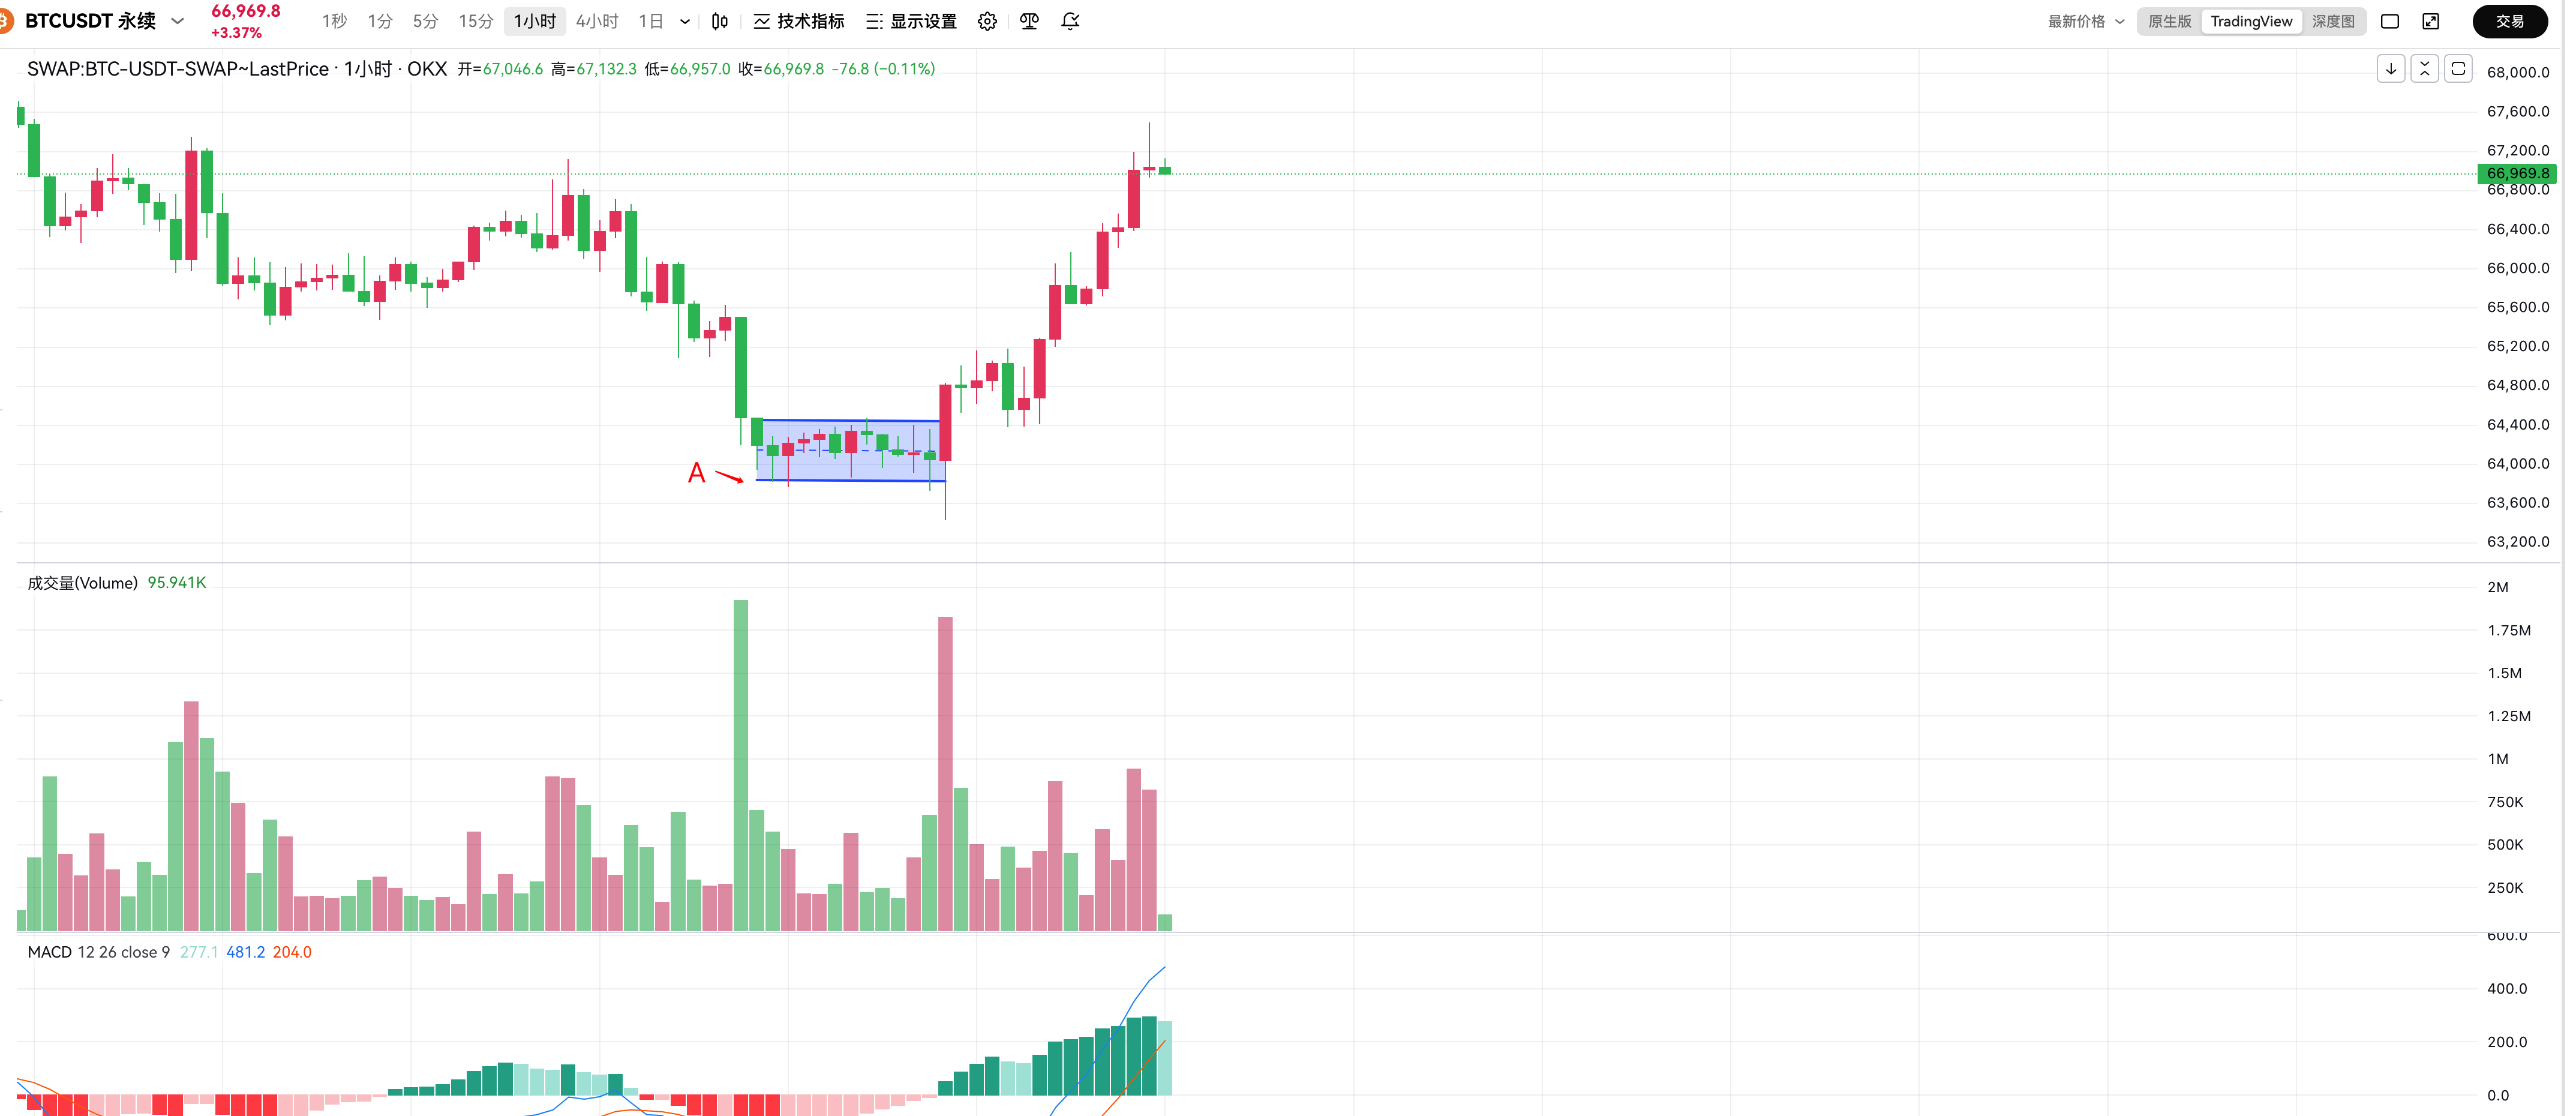 BTCUSDT 永续 66,969.8 +3.37% 1秒 1分 5分 15分 1小时 4小时 1日 技术指标 显示设置 最新价格 原生版 TradingView 深度图 交易
SWAP:BTC-USDT-SWAP~LastPrice · 1小时 · OKX 开=67,046.6 高=67,132.3 低=66,957.0 收=66,969.8 -76.8 (-0.11%)
68,000.0
67,600.0
67,200.0
66,969.8
66,800.0
66,400.0
66,000.0
65,600.0
65,200.0
64,800.0
64,400.0
A
64,000.0
63,600.0
63,200.0
成交量(Volume) 95.941K
2M
1.75M
1.5M
1.25M
1M
750K
500K
250K
600.0
MACD 12 26 close 9 277.1 481.2 204.0
400.0
200.0
0.0